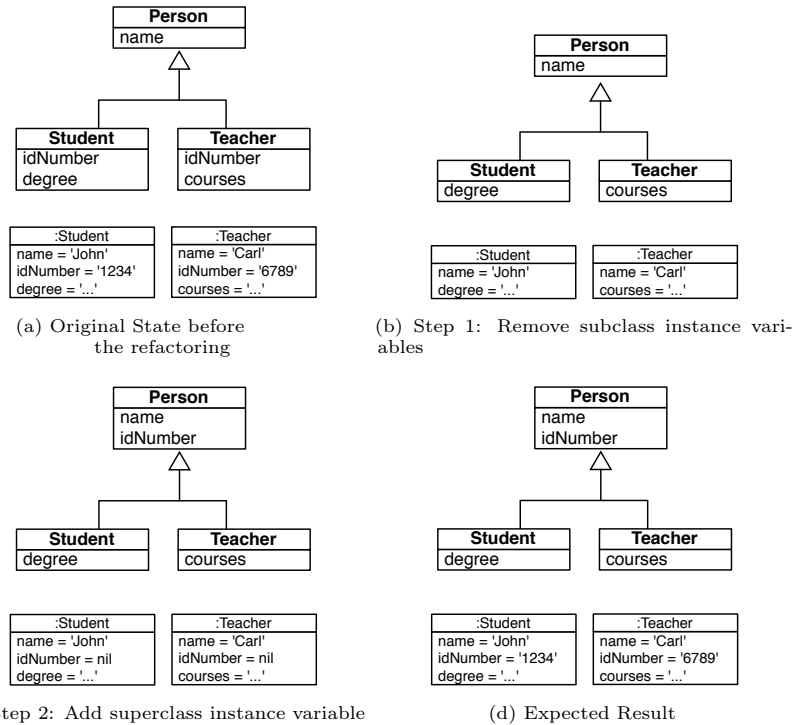 Person
name
Student
idNumber
degree
Teacher
idNumber
courses
:Student
name = 'John'
idNumber = '1234'
degree = '...'
:Teacher
name = 'Carl'
idNumber = '6789'
courses = '...'
(a) Original State before
the refactoring
Person
name
Student
degree
Teacher
courses
:Student
name = 'John'
degree = '...'
:Teacher
name = 'Carl'
courses = '...'
(b) Step 1: Remove subclass instance vari-
ables
Person
name
idNumber
Student
degree
Teacher
courses
:Student
name = 'John'
idNumber = nil
degree = '...'
:Teacher
name = 'Carl'
idNumber = nil
courses = '...'
Step 2: Add superclass instance variable
Person
name
idNumber
Student
degree
Teacher
courses
:Student
name = 'John'
idNumber = '1234'
degree = '...'
:Teacher
name = 'Carl'
idNumber = '6789'
courses = '...'
(d) Expected Result